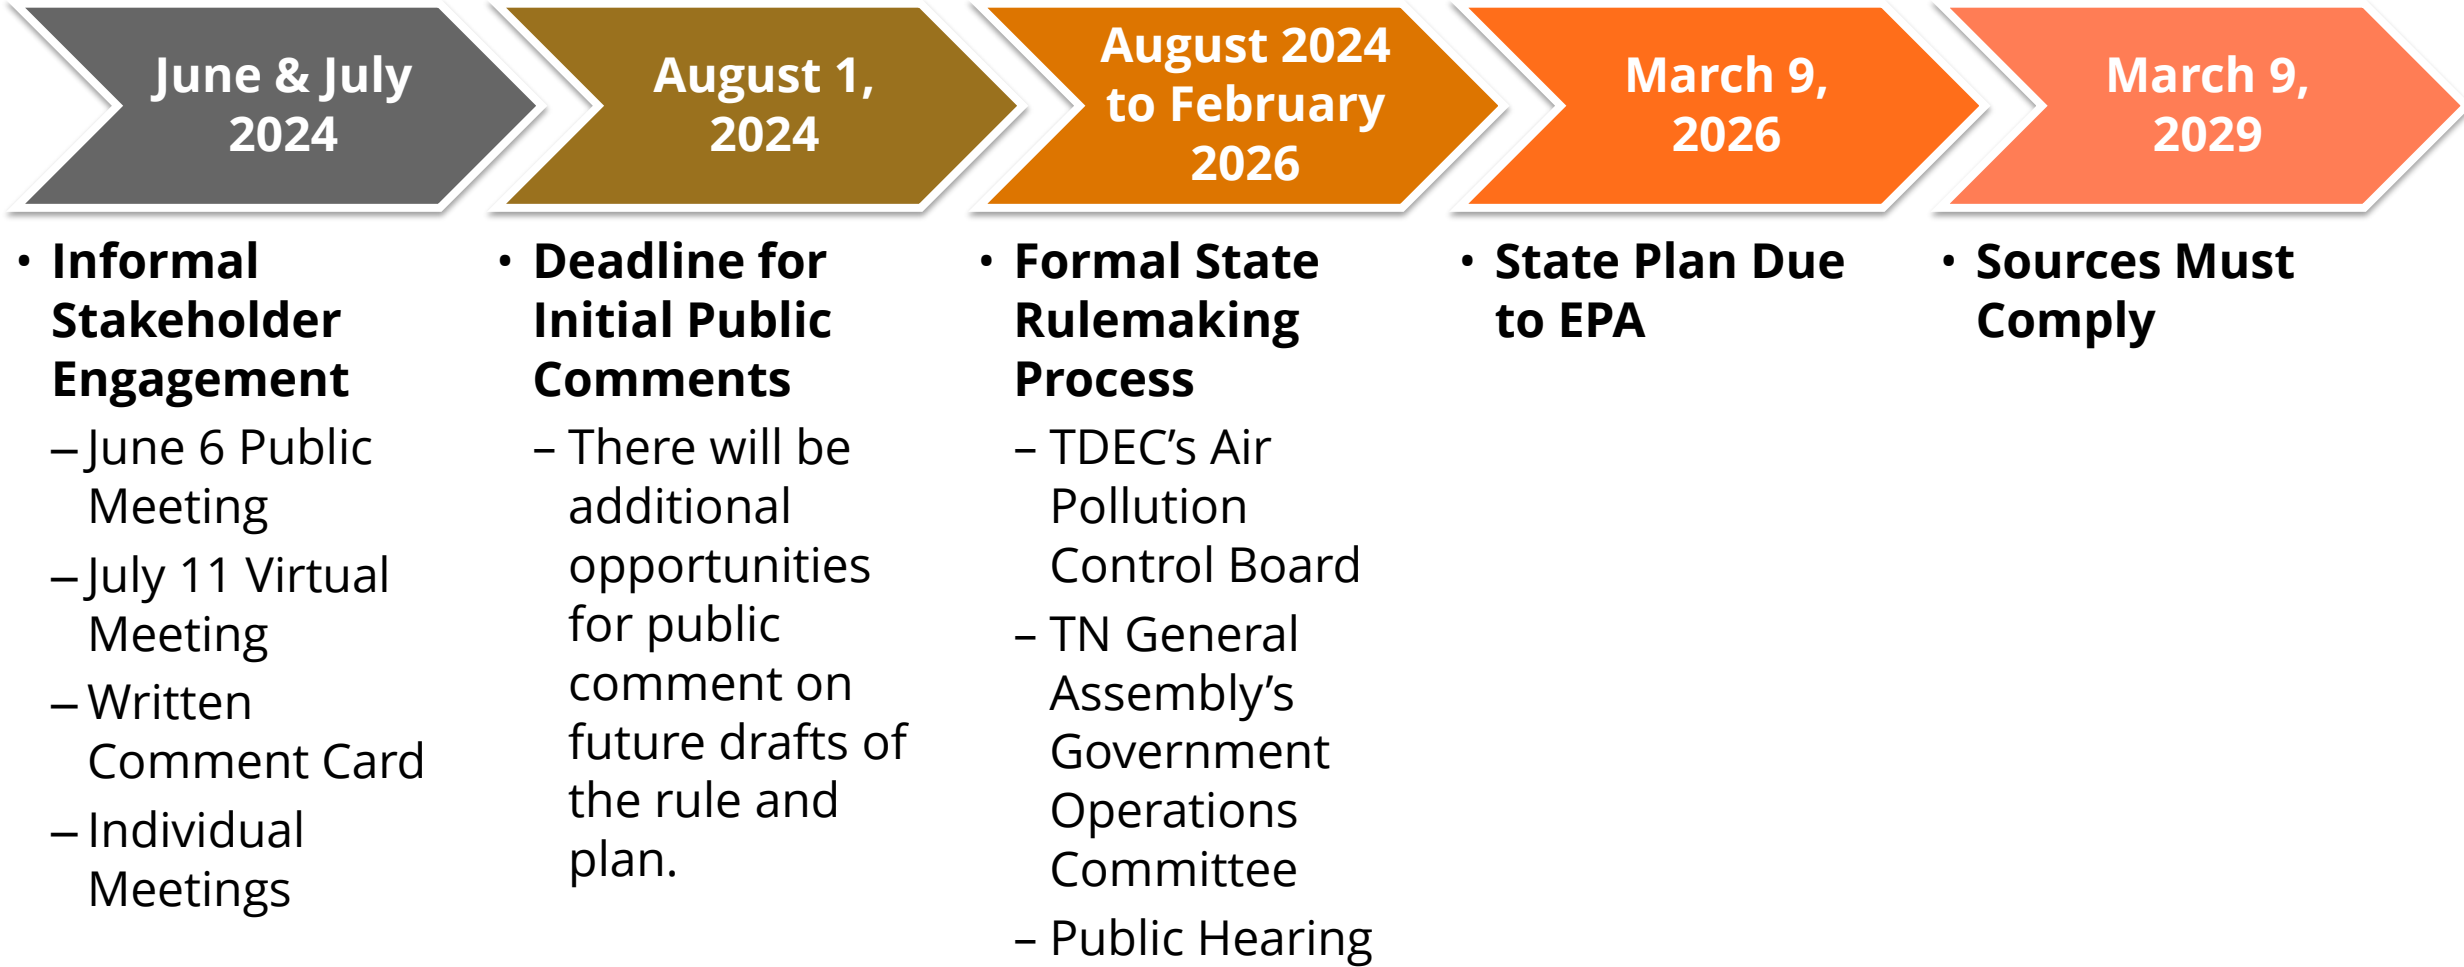 June & July
2024
• Informal
Stakeholder
Engagement
– June 6 Public
Meeting
– July 11 Virtual
Meeting
– Written
Comment Card
– Individual
Meetings
August 1,
2024
• Deadline for
Initial Public
Comments
– There will be
additional
opportunities
for public
comment on
future drafts of
the rule and
plan.
August 2024
to February
2026
• Formal State
Rulemaking
Process
– TDEC’s Air
Pollution
Control Board
– TN General
Assembly’s
Government
Operations
Committee
– Public Hearing
March 9,
2026
• State Plan Due
to EPA
March 9,
2029
• Sources Must
Comply